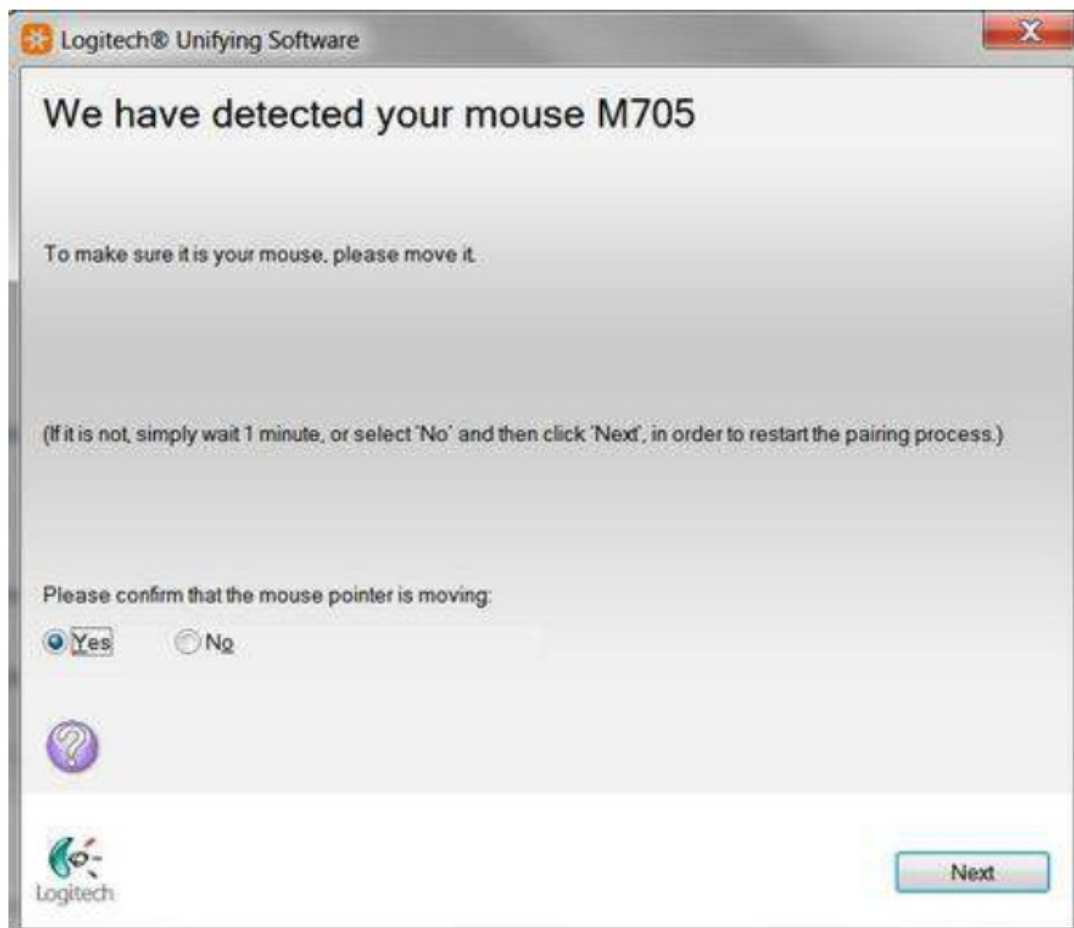 Logitech® Unifying Software
We have detected your mouse M705
To make sure it is your mouse, please move it.
(If it is not, simply wait 1 minute, or select 'No' and then click 'Next', in order to restart the pairing process.)
Please confirm that the mouse pointer is moving:
Yes No
Logitech
Next